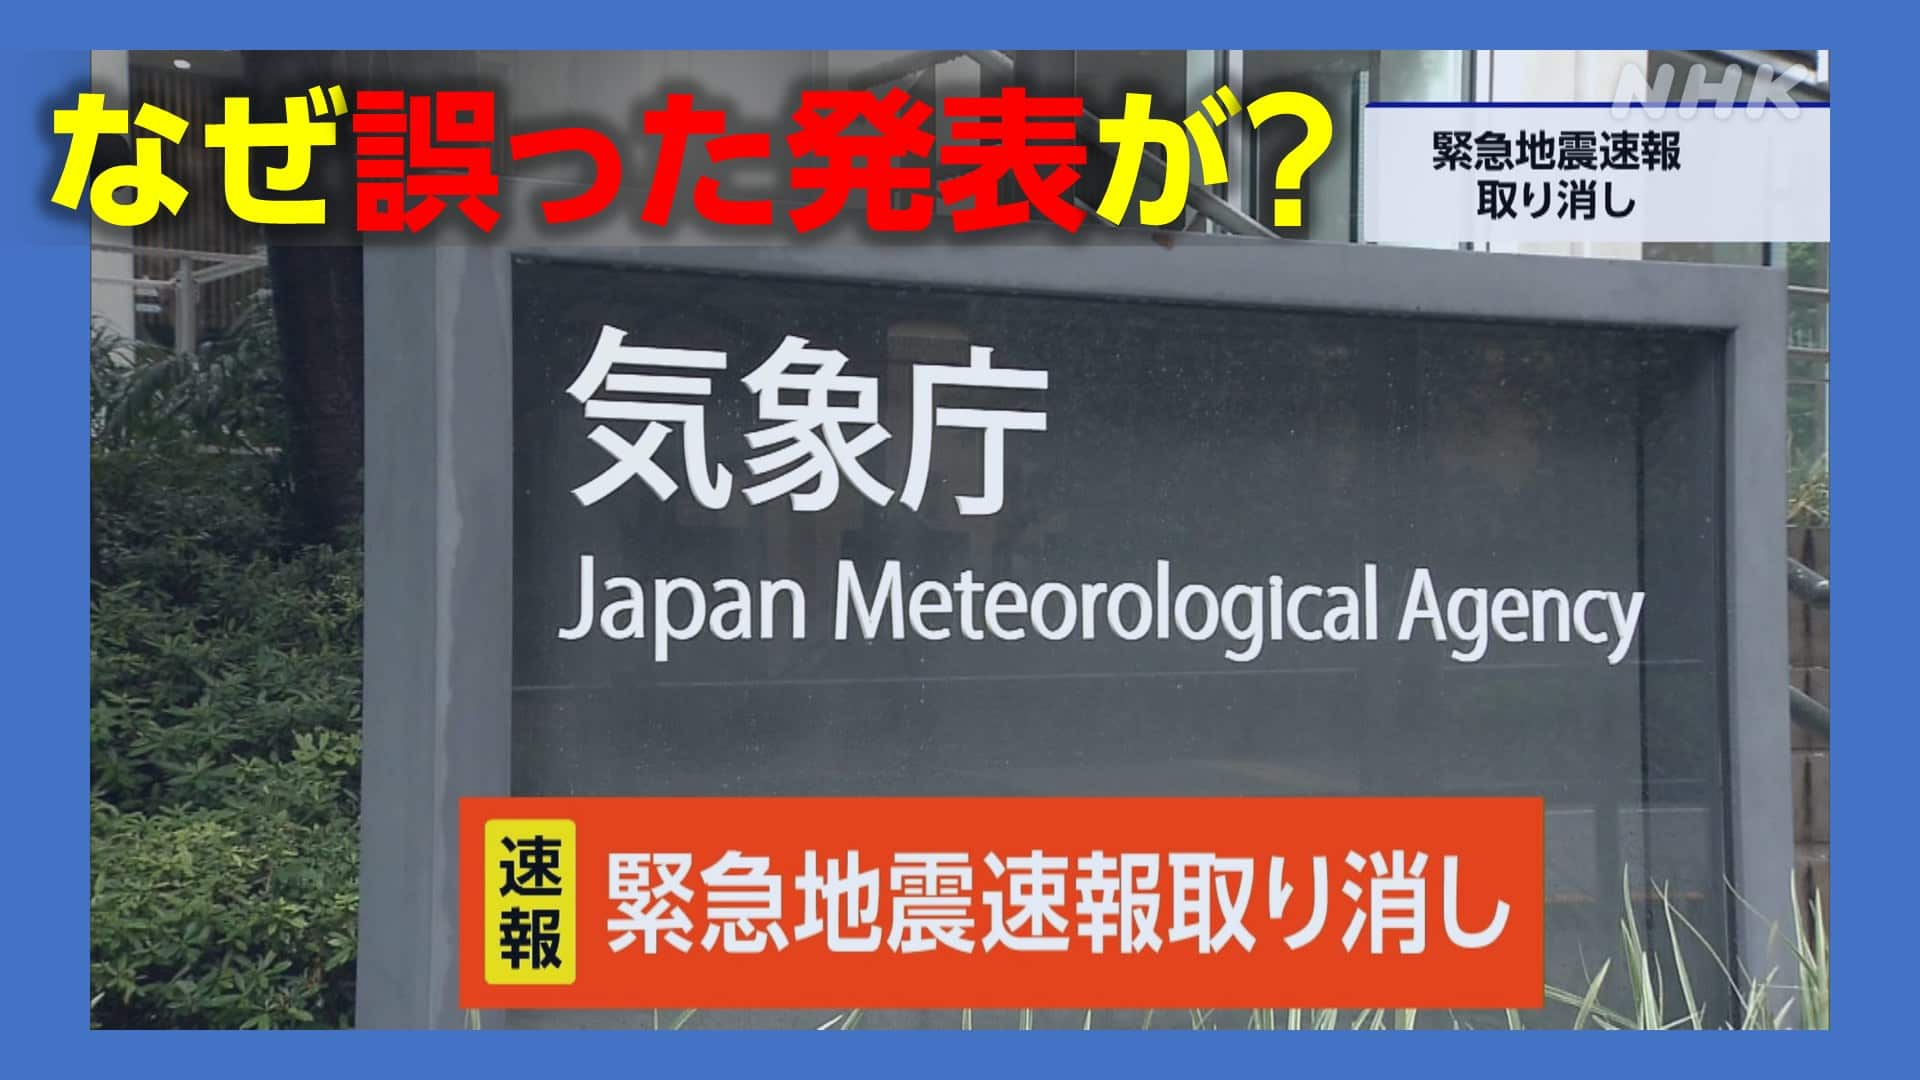 なぜ誤った発表が?
NHK
緊急地震速報
取り消し
気象庁
Japan Meteorological Agency
速報
緊急地震速報取り消し